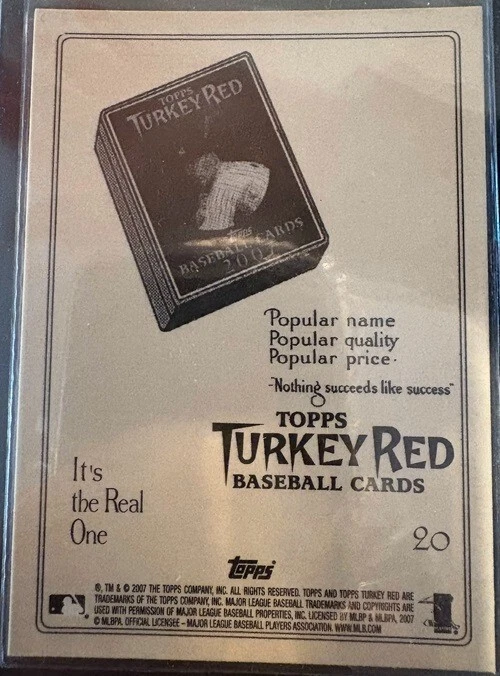 TOPPS
TURKEY RED
Topps
BASEBALL CARDS
2007
Popular name
Popular quality
Popular price.
"Nothing succeeds like success"
TOPPS
TURKEY RED
BASEBALL CARDS
It's
the Real
One
20
Topps
®, TM & © 2007 THE TOPPS COMPANY, INC. ALL RIGHTS RESERVED. TOPPS AND TOPPS TURKEY RED ARE
TRADEMARKS OF THE TOPPS COMPANY, INC. MAJOR LEAGUE BASEBALL TRADEMARKS AND COPYRIGHTS ARE
USED WITH PERMISSION OF MAJOR LEAGUE BASEBALL PROPERTIES, INC. LICENSED BY MLBP & MLBPA, 2007
© MLBPA. OFFICIAL LICENSEE – MAJOR LEAGUE BASEBALL PLAYERS ASSOCIATION. WWW.MLB.COM